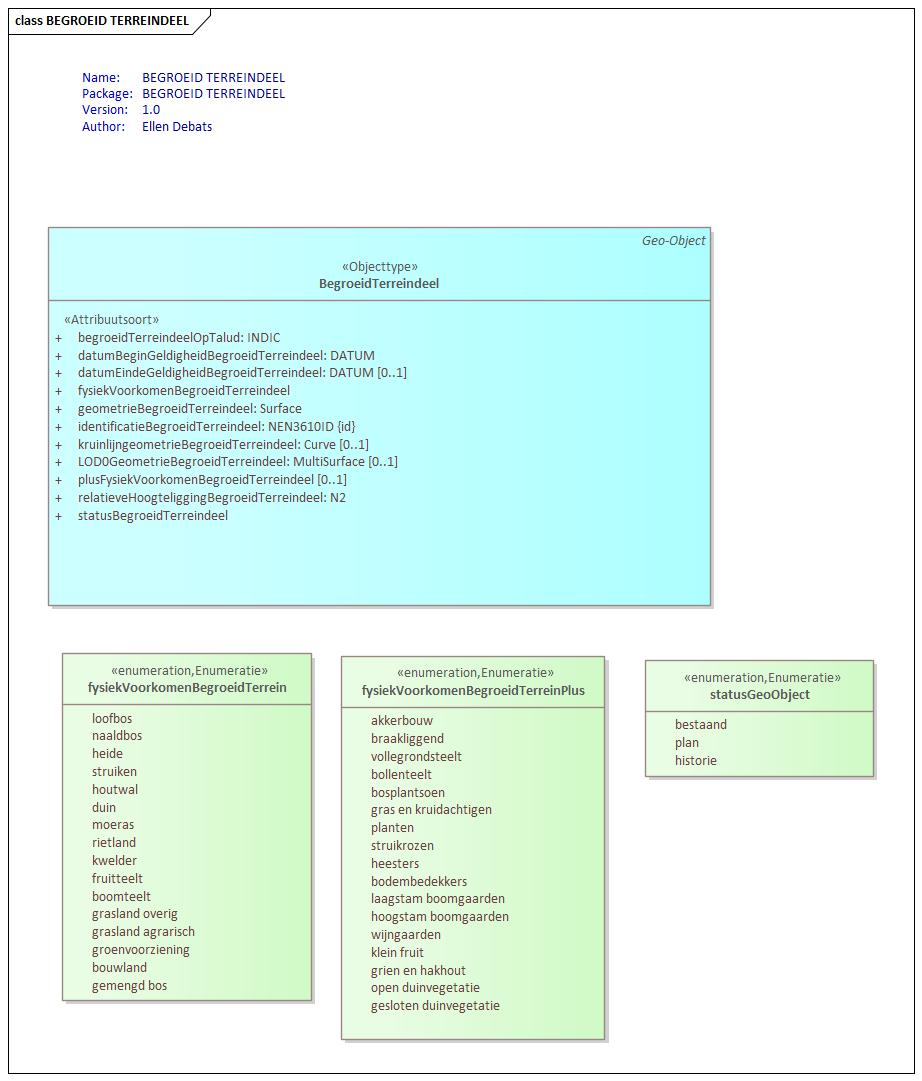 class BEGROEID TERREINDEEL
Name: BEGROEID TERREINDEEL
Package: BEGROEID TERREINDEEL
Version: 1.0
Author: Ellen Debats
Geo-Object
«Objecttype»
BegroeidTerreindeel
«Attribuutsoort»
+ begroeidTerreindeelOpTalud: INDIC
+ datumBeginGeldigheidBegroeidTerreindeel: DATUM
+ datumEindeGeldigheidBegroeidTerreindeel: DATUM [0..1]
+ fysiekVoorkomenBegroeidTerreindeel
+ geometrieBegroeidTerreindeel: Surface
+ identificatieBegroeidTerreindeel: NEN3610ID {id}
+ kruinlijngeometrieBegroeidTerreindeel: Curve [0..1]
+ LOD0GeometrieBegroeidTerreindeel: MultiSurface [0..1]
+ plusFysiekVoorkomenBegroeidTerreindeel [0..1]
+ relatieveHoogteliggingBegroeidTerreindeel: N2
+ statusBegroeidTerreindeel
«enumeration,Enumeratie»
fysiekVoorkomenBegroeidTerrein
loofbos
naaldbos
heide
struiken
houtwal
duin
moeras
rietland
kwelder
fruitteelt
boomteelt
grasland overig
grasland agrarisch
groenvoorziening
bouwland
gemengd bos
«enumeration,Enumeratie»
fysiekVoorkomenBegroeidTerreinPlus
akkerbouw
braakliggend
vollegrondsteelt
bollenteelt
bosplantsoen
gras en kruidachtigen
planten
struikrozen
heesters
bodembedekkers
laagstam boomgaarden
hoogstam boomgaarden
wijngaarden
klein fruit
grien en hakhout
open duinvegetatie
gesloten duinvegetatie
«enumeration,Enumeratie»
statusGeoObject
bestaand
plan
historie